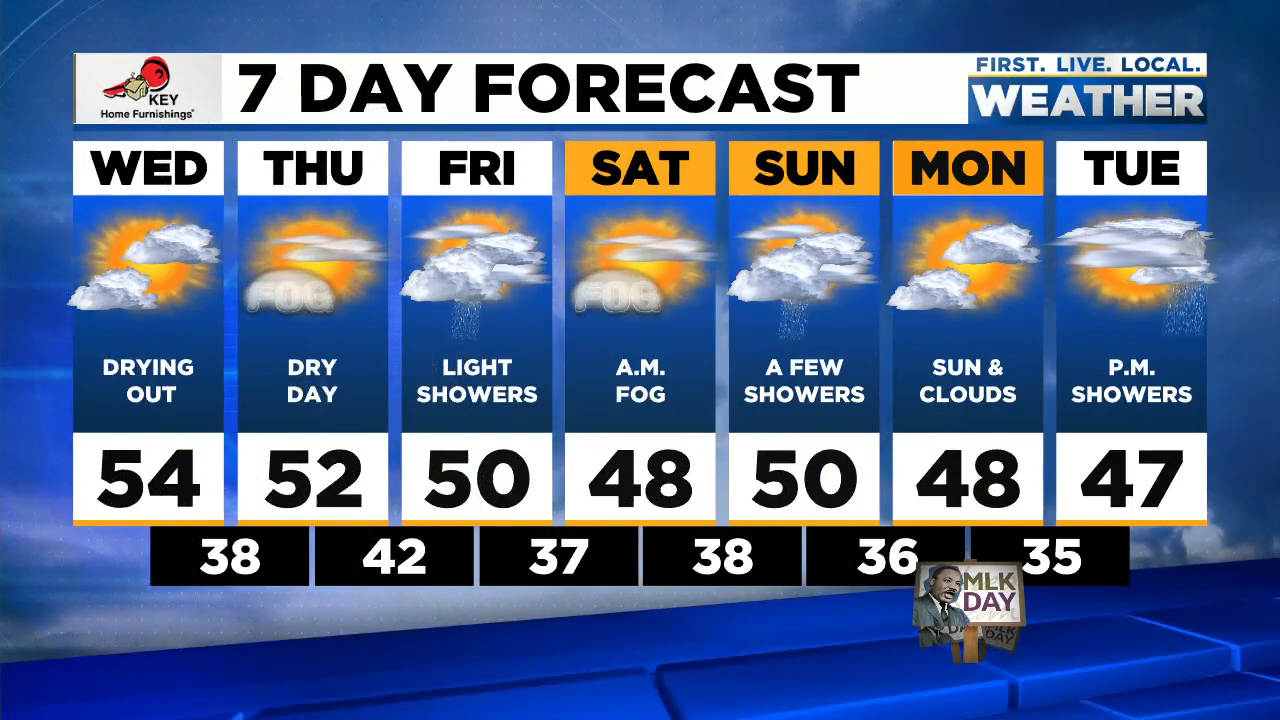 KEY
Home Furnishings
7 DAY FORECAST
FIRST. LIVE. LOCAL.
WEATHER
WED THU FRI SAT SUN MON TUE
FOG FOG
DRYING OUT
DRY DAY
LIGHT SHOWERS
A.M. FOG
A FEW SHOWERS
SUN & CLOUDS
P.M. SHOWERS
54 52 50 48 50 48 47
38 42 37 38 36 35
MLK
DAY
MLK
DAY